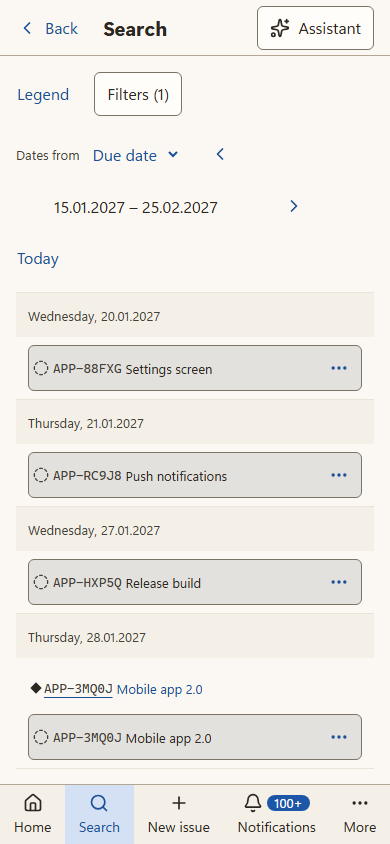 Back Search Assistant
Legend Filters (1)
Dates from Due date
15.01.2027 – 25.02.2027
Today
Wednesday, 20.01.2027
APP-88FXG Settings screen
Thursday, 21.01.2027
APP-RC9J8 Push notifications
Wednesday, 27.01.2027
APP-HXP5Q Release build
Thursday, 28.01.2027
APP-3MQ0J Mobile app 2.0
APP-3MQ0J Mobile app 2.0
100+
Home Search New issue Notifications More